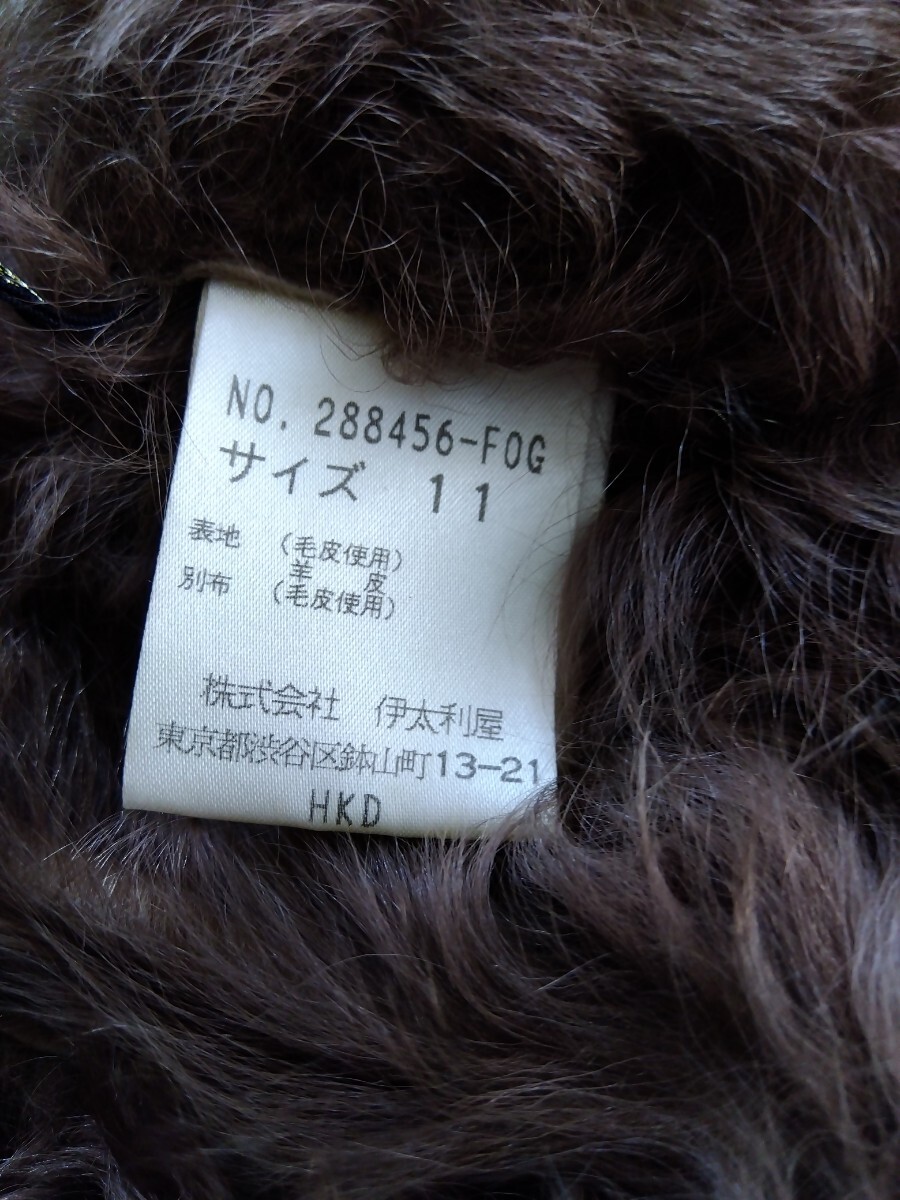 NO. 288456-FOG
サイズ 11
表地 (毛皮使用)
羊 皮
別布 (毛皮使用)
株式会社 伊太利屋
東京都渋谷区鉢山町13-21
HKD